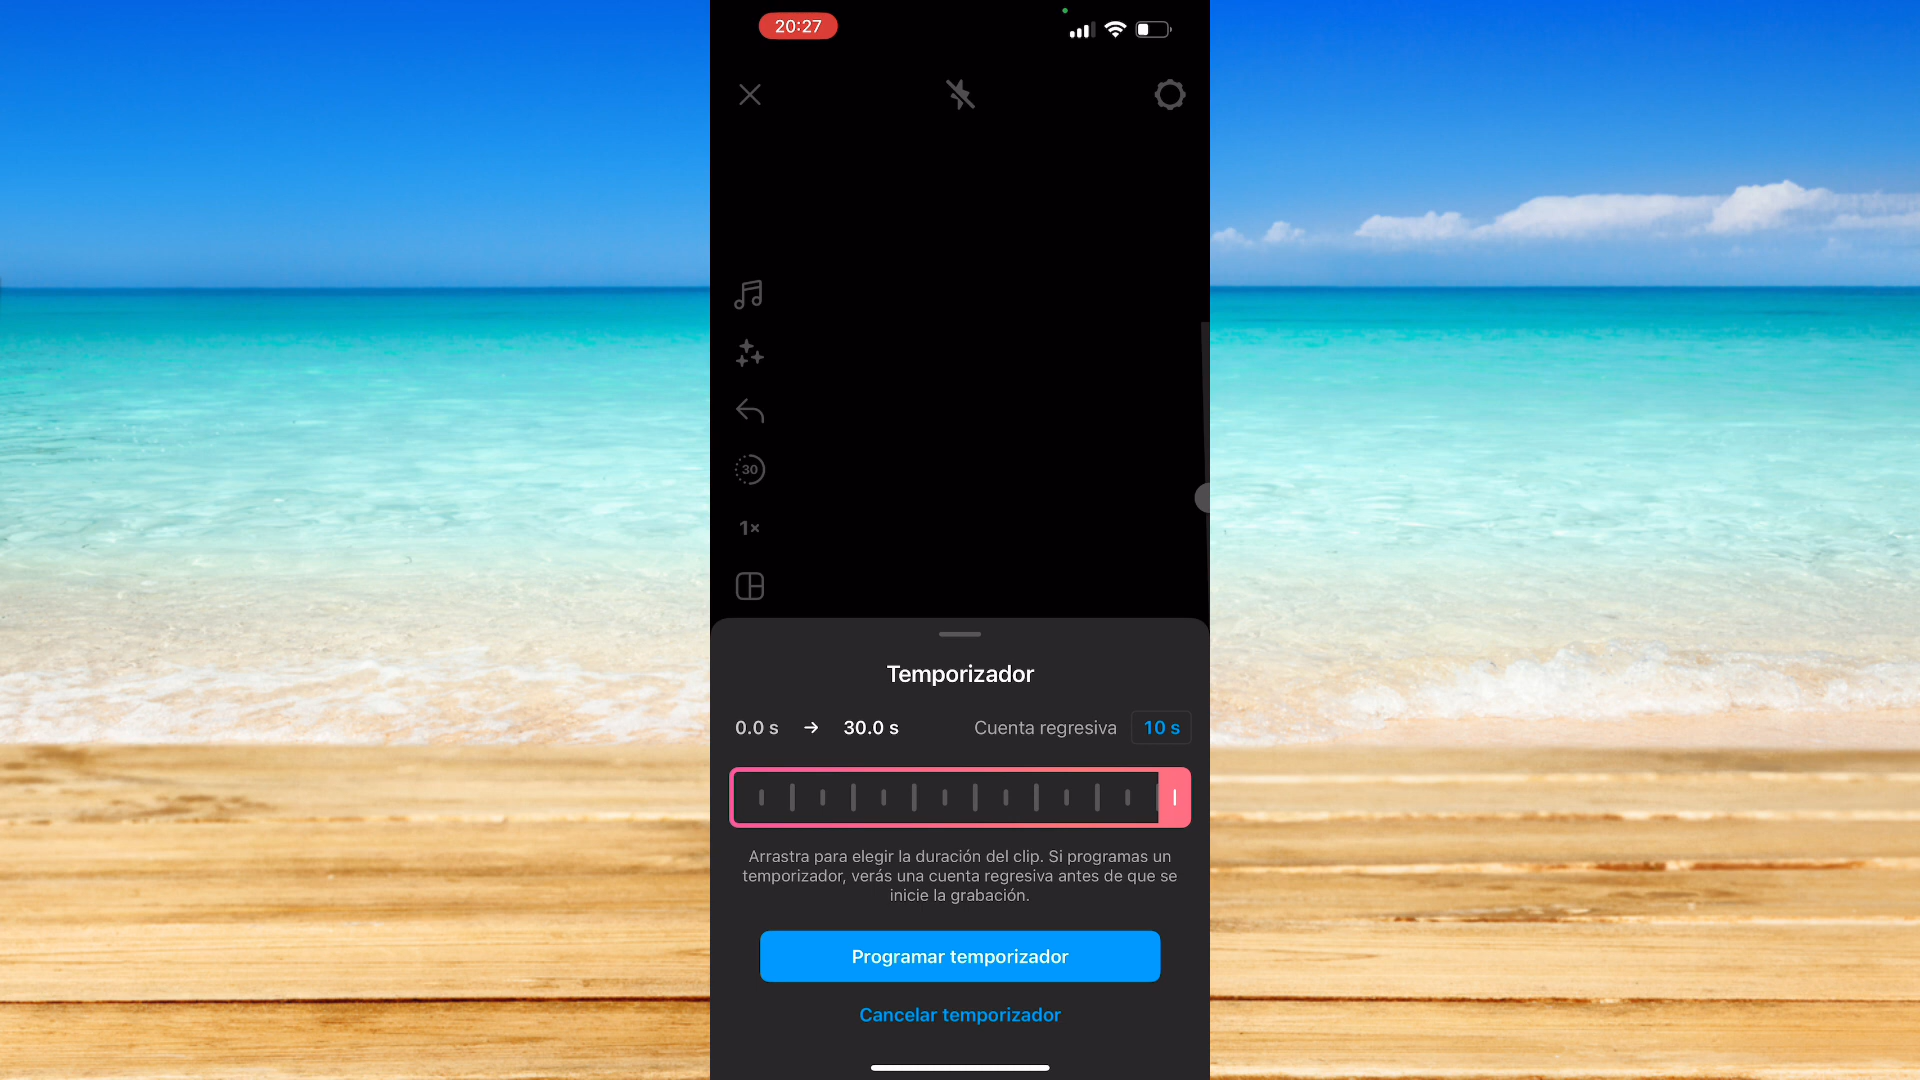 20:27
30
1×
Temporizador
0.0 s → 30.0 s Cuenta regresiva 10 s
Arrastra para elegir la duración del clip. Si programas un
temporizador, verás una cuenta regresiva antes de que se
inicie la grabación.
Programar temporizador
Cancelar temporizador